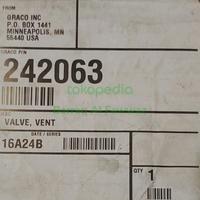 FROM
GRACO INC
P.O. BOX 1441
MINNEAPOLIS, MN
55440 USA
GRACO P/N
242063
tokopedia
VALVE, VENT
DATE / SERIES
16A24B
QTY
1